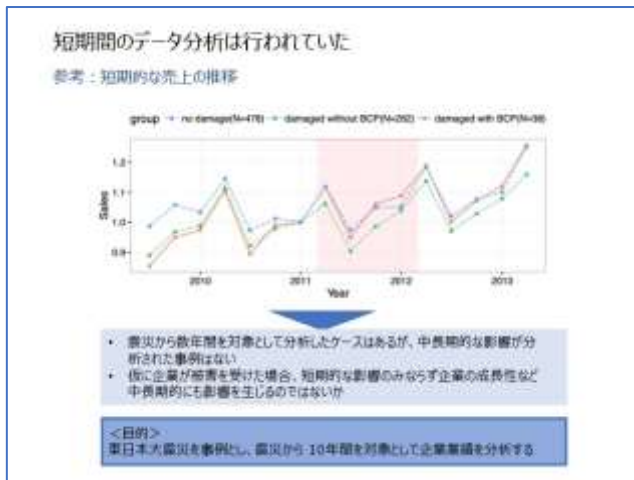 短期間のデータ分析は行われていた
参考：短期的な売上の推移
group no damage(N=476) damaged without BCP(N=282) damaged with BCP(N=98)
1.2
1.1
1.0
0.9
Sales
2010 2011 2012 2013
Year
• 震災から数年間を対象として分析したケースはあるが、中長期的な影響が分
析された事例はない
• 仮に企業が被害を受けた場合、短期的な影響のみならず企業の成長性など
中長期的にも影響を生じるのではないか
＜目的＞
東日本大震災を事例とし、震災から 10年間を対象として企業業績を分析する